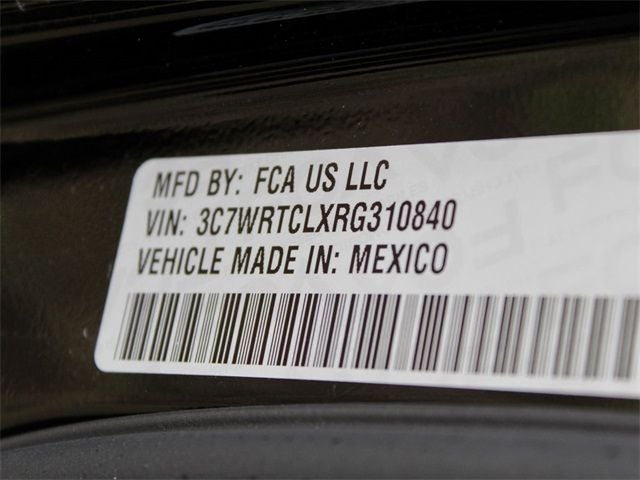 MFD BY: FCA US LLC
VIN: 3C7WRTCLXRG310840
VEHICLE MADE IN: MEXICO